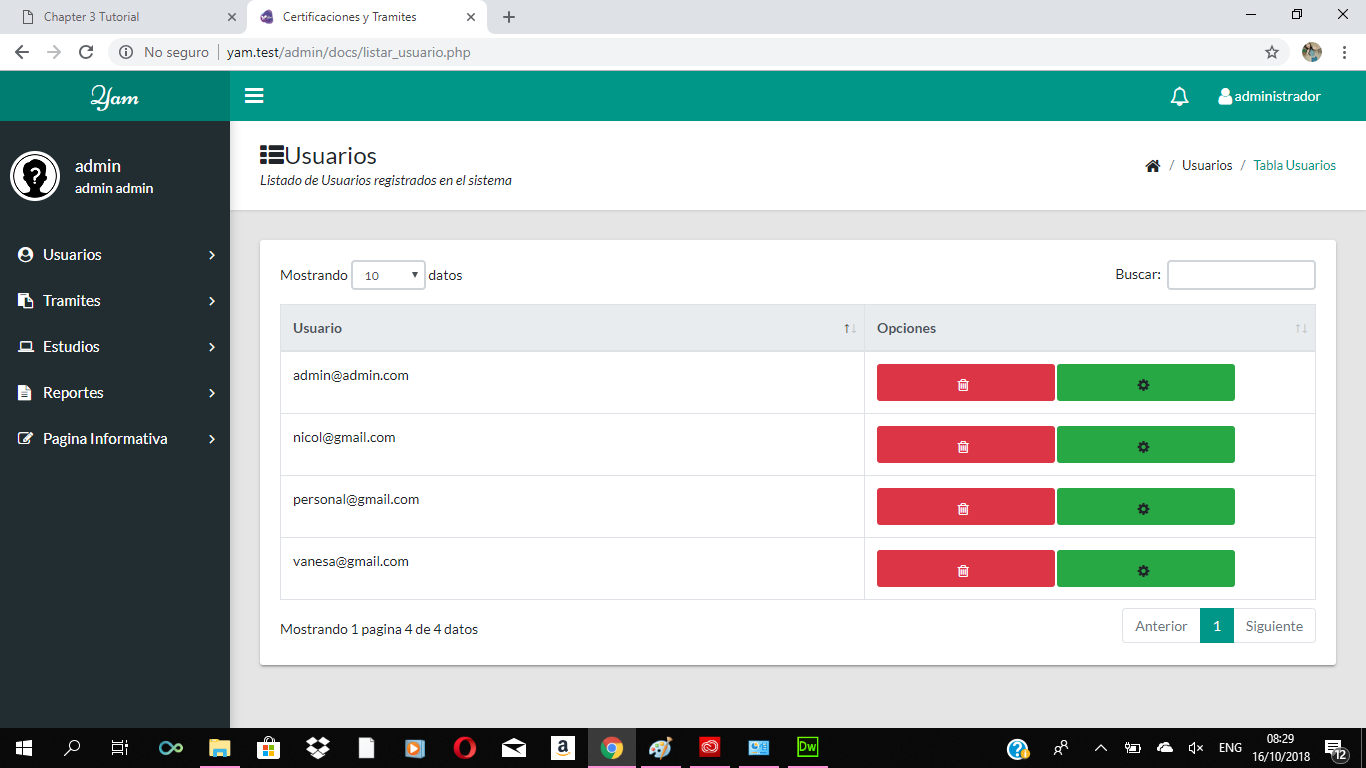 Chapter 3 Tutorial
Certificaciones y Tramites
No seguro
yam.test/admin/docs/listar_usuario.php
Yam
administrador
admin
admin admin
Usuarios
Tramites
Estudios
Reportes
Pagina Informativa
Usuarios
Listado de Usuarios registrados en el sistema
/ Usuarios / Tabla Usuarios
Mostrando 10 datos
Buscar:
Usuario
Opciones
admin@admin.com
nicol@gmail.com
personal@gmail.com
vanesa@gmail.com
Mostrando 1 pagina 4 de 4 datos
Anterior 1 Siguiente
a
Dw
ENG
08:29
16/10/2018
12